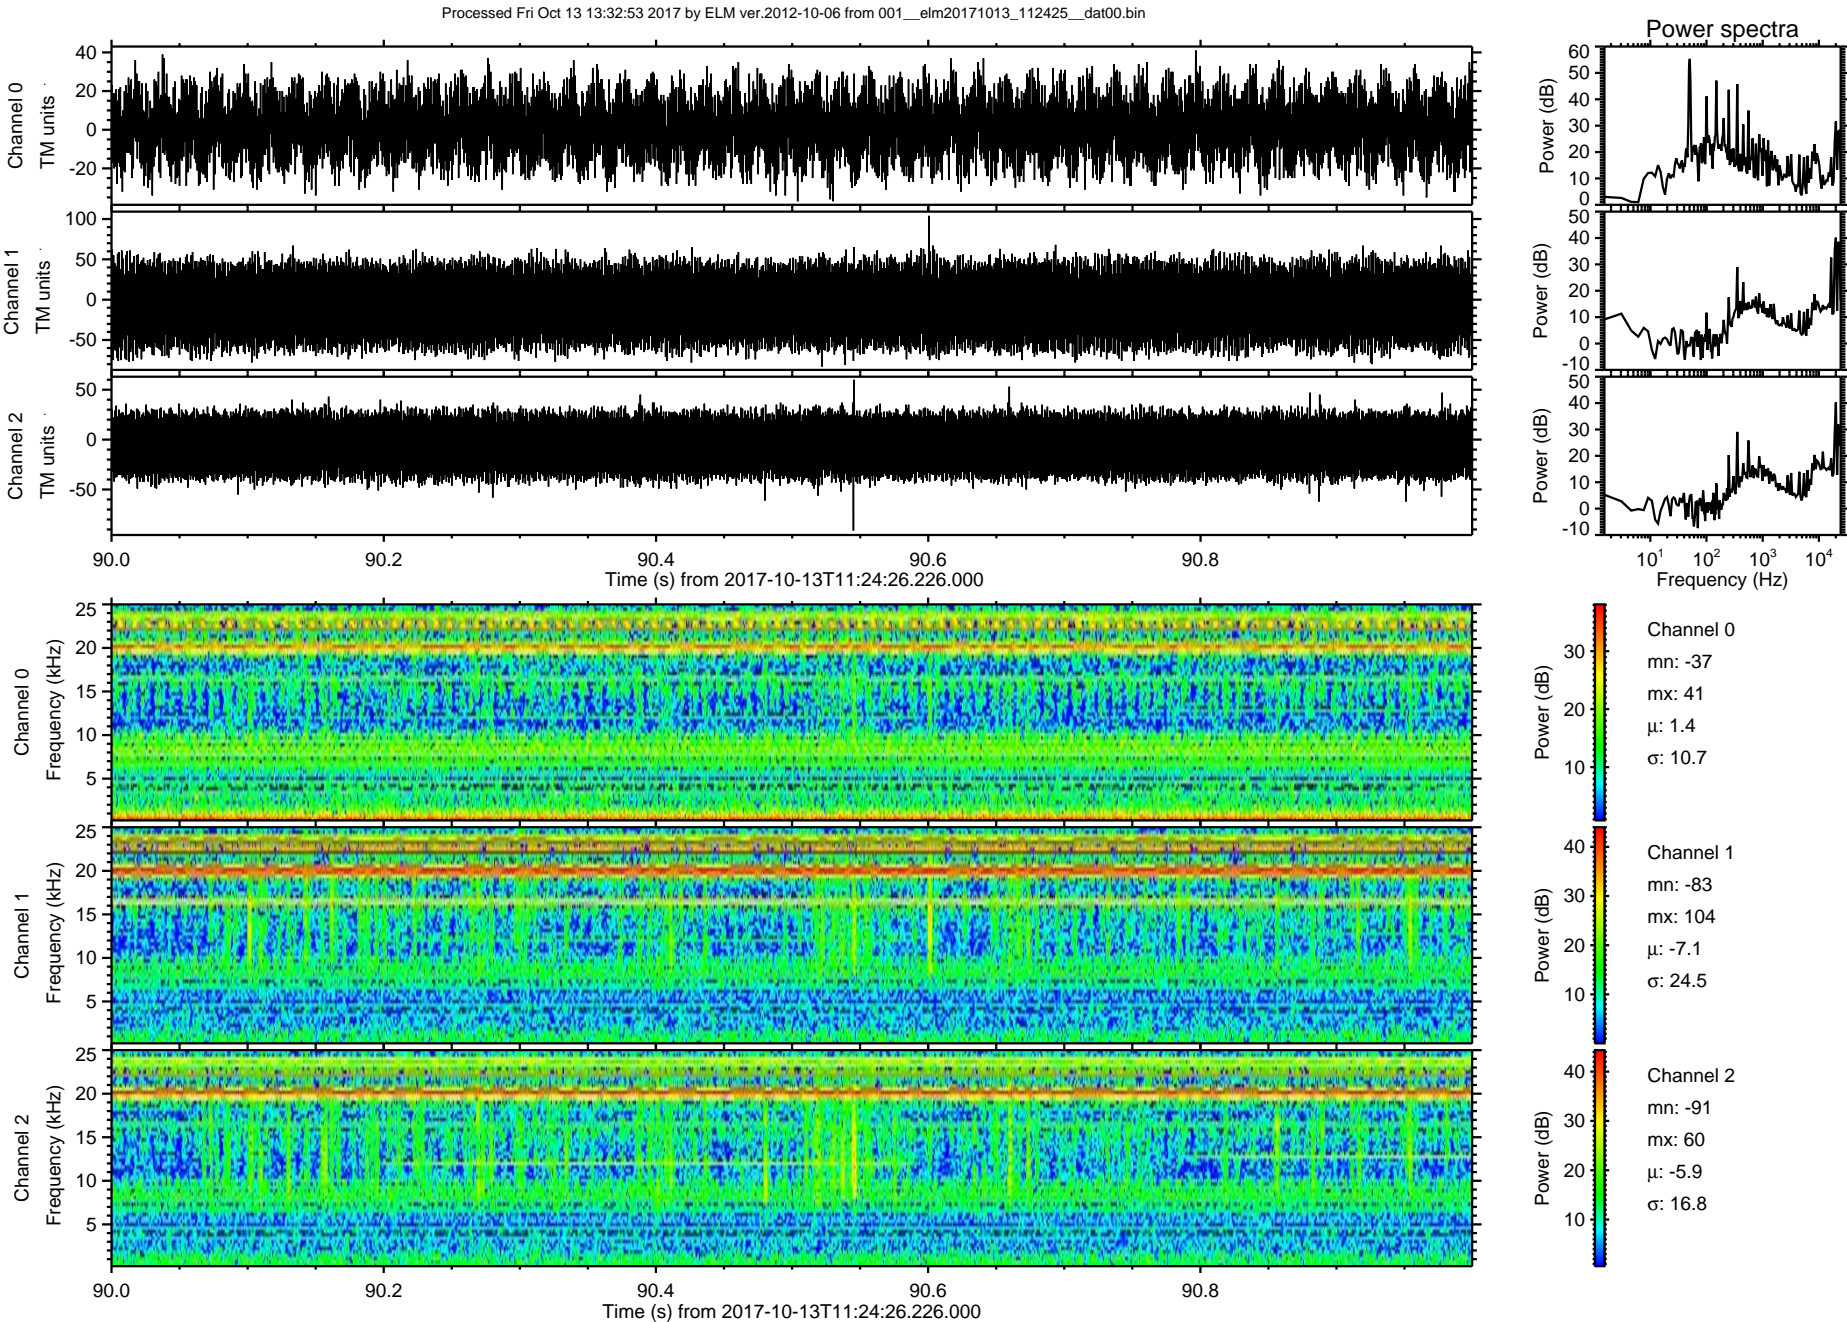 Processed Fri Oct 13 13:32:53 2017 by ELM ver.2012-10-06 from 001__elm20171013_112425__dat00.bin
Power spectra
Channel 0
TM units
40
20
0
-20
Power (dB)
60
50
40
30
20
10
0
Channel 1
TM units
100
50
0
-50
Power (dB)
50
40
30
20
10
0
-10
Channel 2
TM units
50
0
-50
Power (dB)
50
40
30
20
10
0
-10
90.0 90.2 90.4 90.6 90.8
Time (s) from 2017-10-13T11:24:26.226.000
10^1 10^2 10^3 10^4
Frequency (Hz)
Channel 0
Frequency (kHz)
25
20
15
10
5
Power (dB)
30
20
10
Channel 0
mn: -37
mx: 41
μ: 1.4
σ: 10.7
Channel 1
Frequency (kHz)
25
20
15
10
5
Power (dB)
40
30
20
10
Channel 1
mn: -83
mx: 104
μ: -7.1
σ: 24.5
Channel 2
Frequency (kHz)
25
20
15
10
5
Power (dB)
40
30
20
10
Channel 2
mn: -91
mx: 60
μ: -5.9
σ: 16.8
90.0 90.2 90.4 90.6 90.8
Time (s) from 2017-10-13T11:24:26.226.000